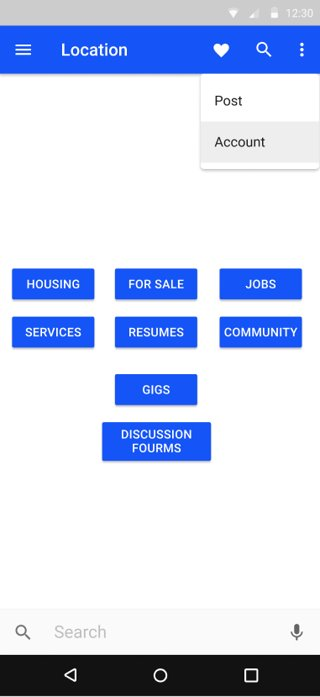 12:30
Location
Post
Account
HOUSING
FOR SALE
JOBS
SERVICES
RESUMES
COMMUNITY
GIGS
DISCUSSION
FOURMS
Search